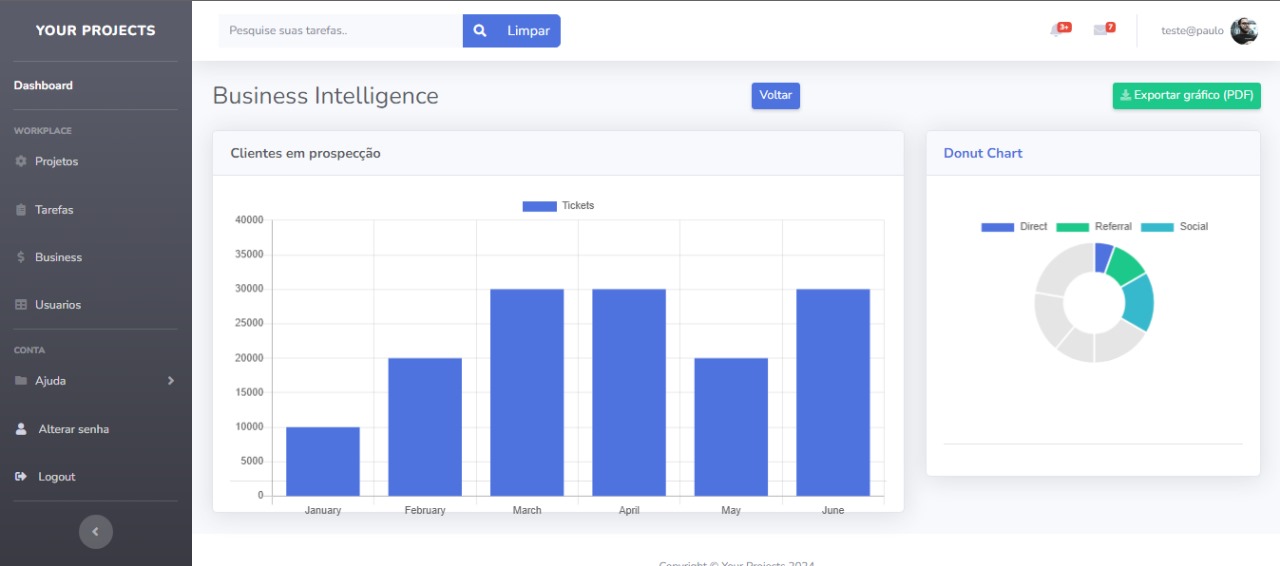 YOUR PROJECTS
Dashboard
WORKPLACE
Projetos
Tarefas
Business
Usuarios
CONTA
Ajuda
Alterar senha
Logout
Pesquise suas tarefas..
Limpar
3+
7
teste@paulo
Business Intelligence
Voltar
Exportar gráfico (PDF)
Clientes em prospecção
Tickets
40000
35000
30000
25000
20000
15000
10000
5000
0
January February March April May June
Donut Chart
Direct Referral Social
Copyright © Your Projects 2024